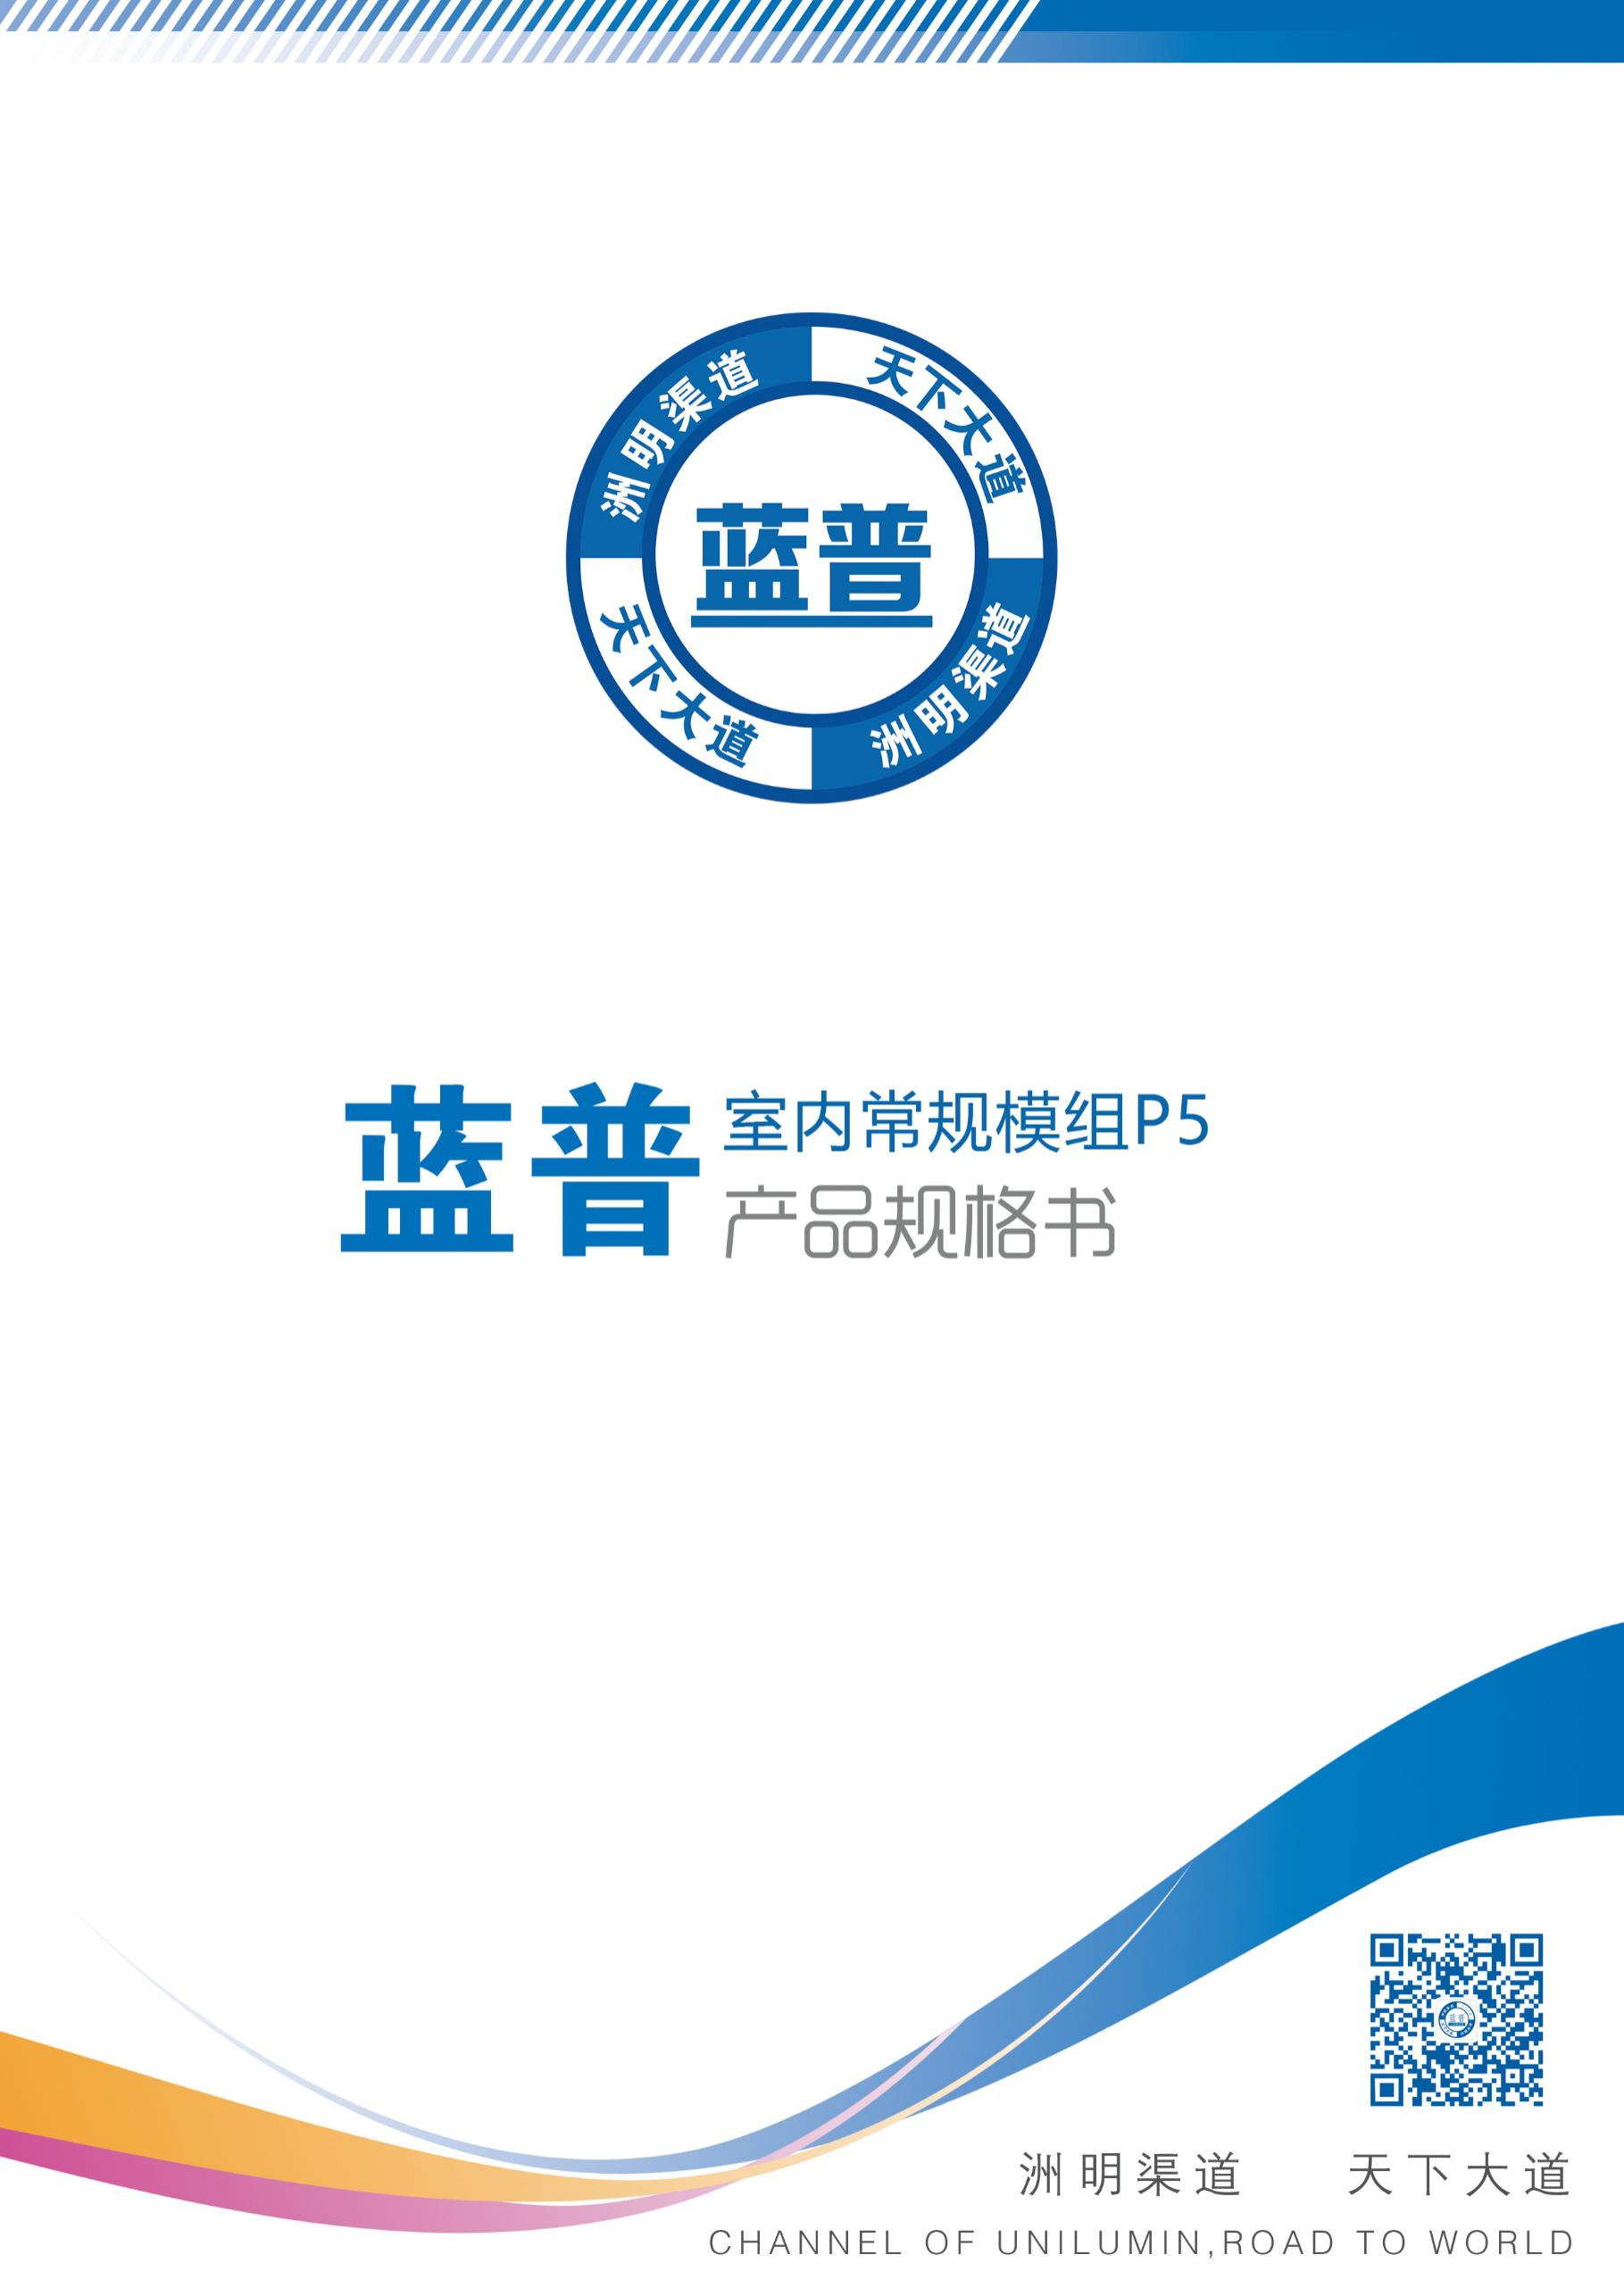 洲明渠道
天下大道
蓝普
天下大道
洲明渠道
蓝普
室内常规模组P5
产品规格书
洲明渠道 天下大道
CHANNEL OF UNILUMIN,ROAD TO WORLD